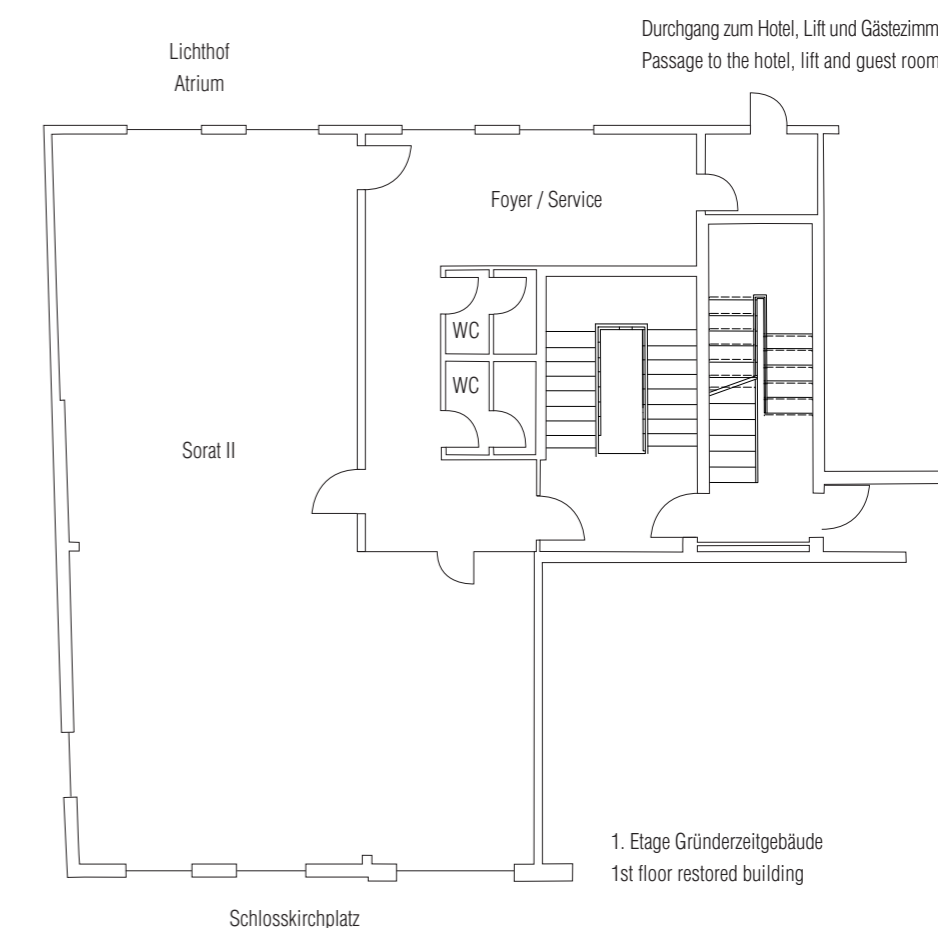 Durchgang zum Hotel, Lift und Gästezimm
Passage to the hotel, lift and guest room
Lichthof
Atrium
Foyer / Service
WC
WC
Sorat II
1. Etage Gründerzeitgebäude
1st floor restored building
Schlosskirchplatz